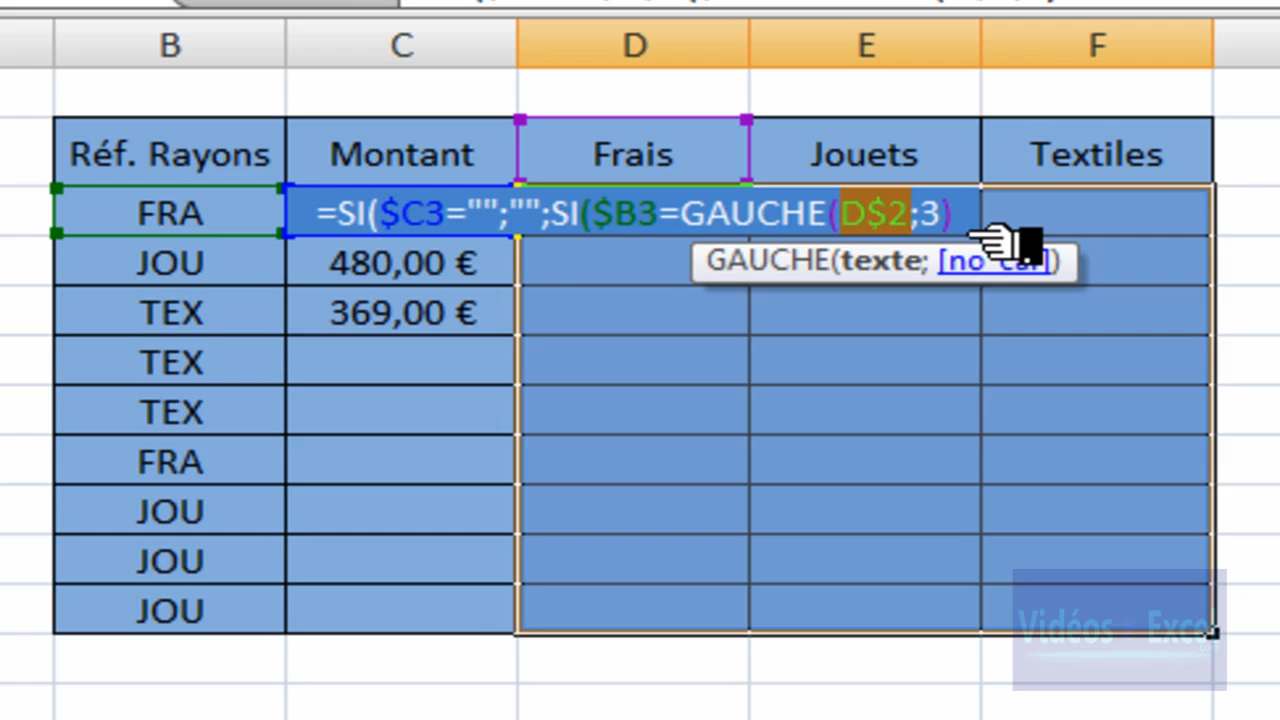 B C D E F
Réf. Rayons Montant Frais Jouets Textiles
FRA =SI($C3="";"";SI($B3=GAUCHE(D$2;3)
GAUCHE(texte; [no_car])
JOU 480,00 €
TEX 369,00 €
TEX
TEX
FRA
JOU
JOU
JOU
Vidéos Excel